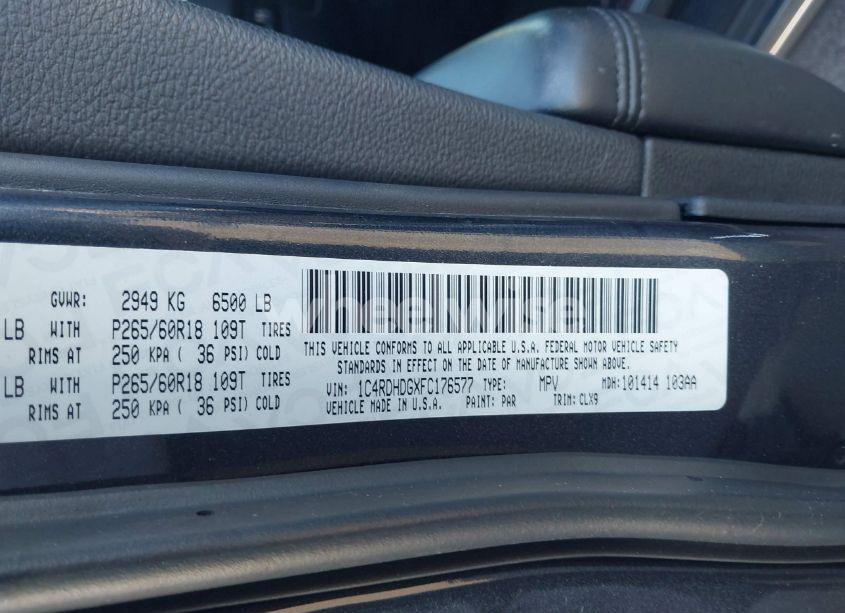 GVWR: 2949 KG 6500 LB
LB WITH P265/60R18 109T TIRES
RIMS AT 250 KPA ( 36 PSI) COLD
LB WITH P265/60R18 109T TIRES
RIMS AT 250 KPA ( 36 PSI) COLD
wheelwise
THIS VEHICLE CONFORMS TO ALL APPLICABLE U.S.A. FEDERAL MOTOR VEHICLE SAFETY
STANDARDS IN EFFECT ON THE DATE OF MANUFACTURE SHOWN ABOVE.
VIN: 1C4RDHDGXFC176577 TYPE: MPV MDH:101414 103AA
VEHICLE MADE IN U.S.A. PAINT: PAR TRIM: CLX9